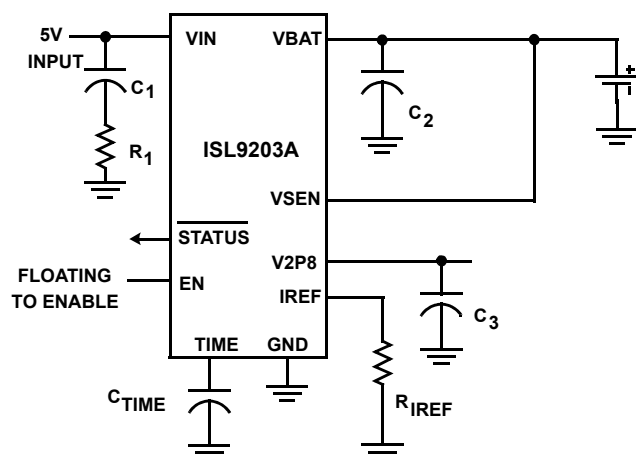 5V
INPUT
C1
R1
VIN
VBAT
C2
+
-
ISL9203A
VSEN
STATUS
V2P8
FLOATING
TO ENABLE
EN
IREF
C3
TIME
GND
CTIME
RIREF